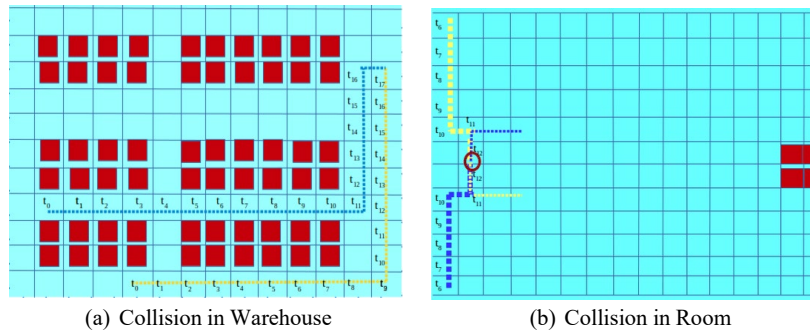 t₁₆ t₁₇
t₁₅ t₁₆
t₁₄ t₁₅
t₁₃ t₁₄
t₁₂ t₁₃
t₀ t₁ t₂ t₃ t₄ t₅ t₆ t₇ t₈ t₉ t₁₀ t₁₁
t₁₂
t₁₁
t₁₀
t₀ t₁ t₂ t₃ t₄ t₅ t₆ t₇ t₈ t₉
(a) Collision in Warehouse
t₆
t₇
t₈
t₉
t₁₁
t₁₀
t₁₂
t₁₂
t₁₀ t₁₁
t₉
t₈
t₇
t₆
(b) Collision in Room